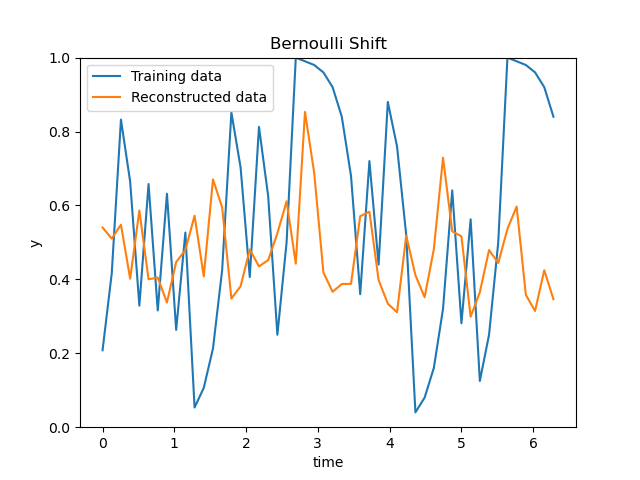 Bernoulli Shift
Training data
Reconstructed data
y
1.0
0.8
0.6
0.4
0.2
0.0
0 1 2 3 4 5 6
time